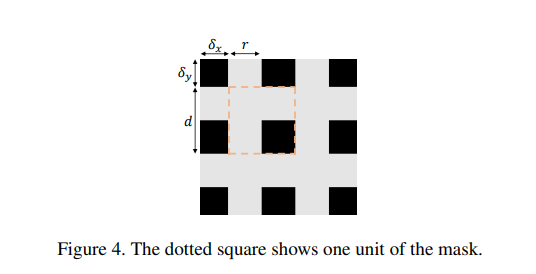 δx r
δy
d
Figure 4. The dotted square shows one unit of the mask.